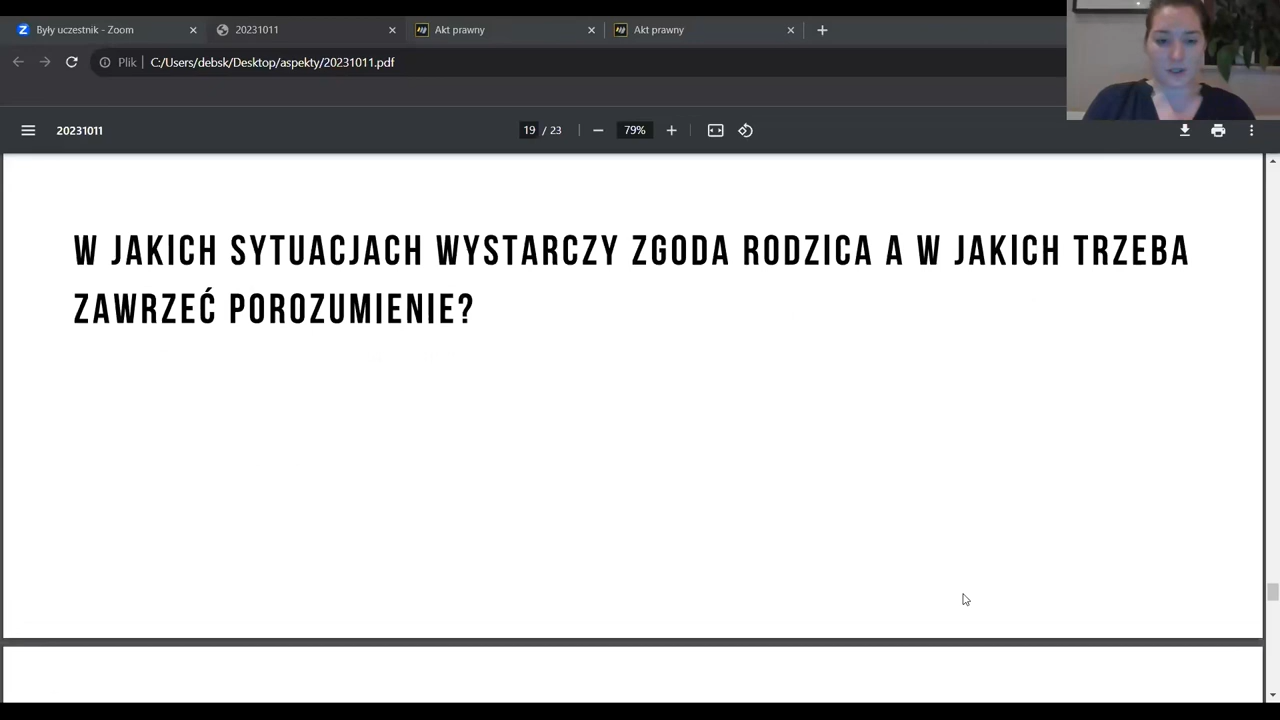 Były uczestnik - Zoom
20231011
Akt prawny
Akt prawny
Plik
C:/Users/debsk/Desktop/aspekty/20231011.pdf
20231011
19 / 23
79%
W JAKICH SYTUACJACH WYSTARCZY ZGODA RODZICA A W JAKICH TRZEBA
ZAWRZEĆ POROZUMIENIE?